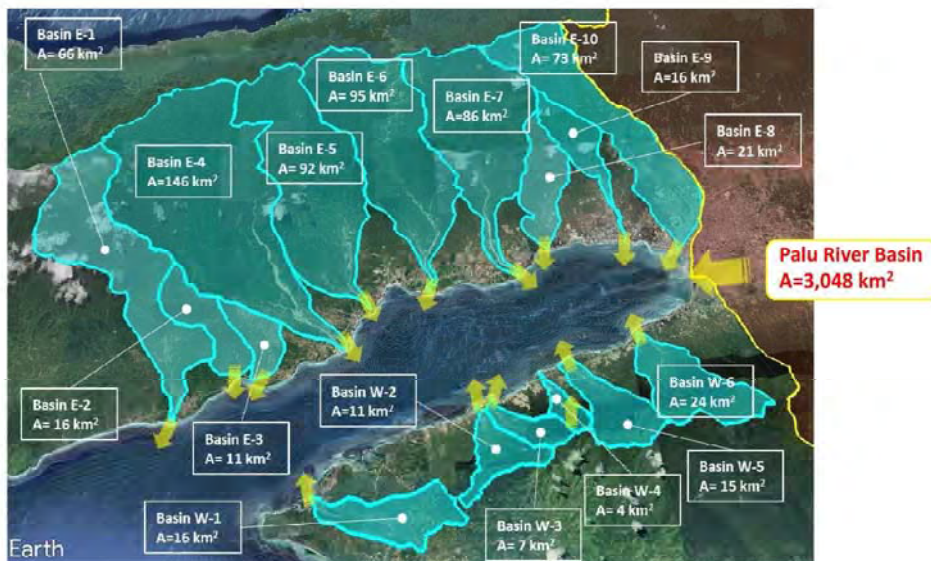 Basin E-1
A= 66 km²
Basin E-10
A= 73 km²
Basin E-9
A=16 km²
Basin E-6
A= 95 km²
Basin E-7
A=86 km²
Basin E-8
A= 21 km²
Basin E-4
A=146 km²
Basin E-5
A= 92 km²
Palu River Basin
A=3,048 km²
Basin E-2
A= 16 km²
Basin E-3
A= 11 km²
Basin W-2
A=11 km²
Basin W-6
A= 24 km²
Basin W-5
A= 15 km²
Basin W-4
A= 4 km²
Basin W-1
A=16 km²
Basin W-3
A= 7 km²
Earth